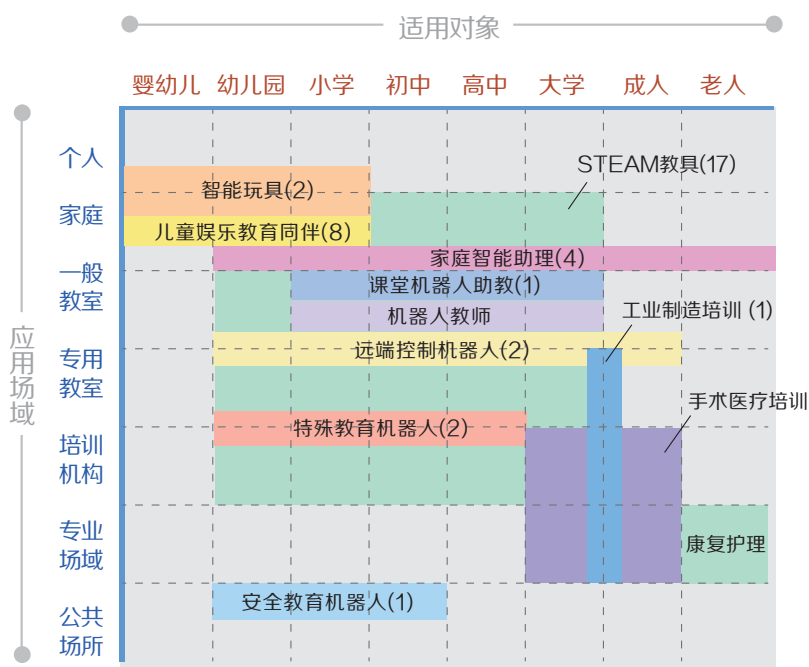 适用对象
婴幼儿 幼儿园 小学 初中 高中 大学 成人 老人
应用场域
个人
家庭
一般
教室
专用
教室
培训
机构
专业
场域
公共
场所
STEAM教具(17)
智能玩具(2)
儿童娱乐教育同伴(8)
家庭智能助理(4)
课堂机器人助教(1)
工业制造培训 (1)
机器人教师
远端控制机器人(2)
手术医疗培训
特殊教育机器人(2)
康复护理
安全教育机器人(1)